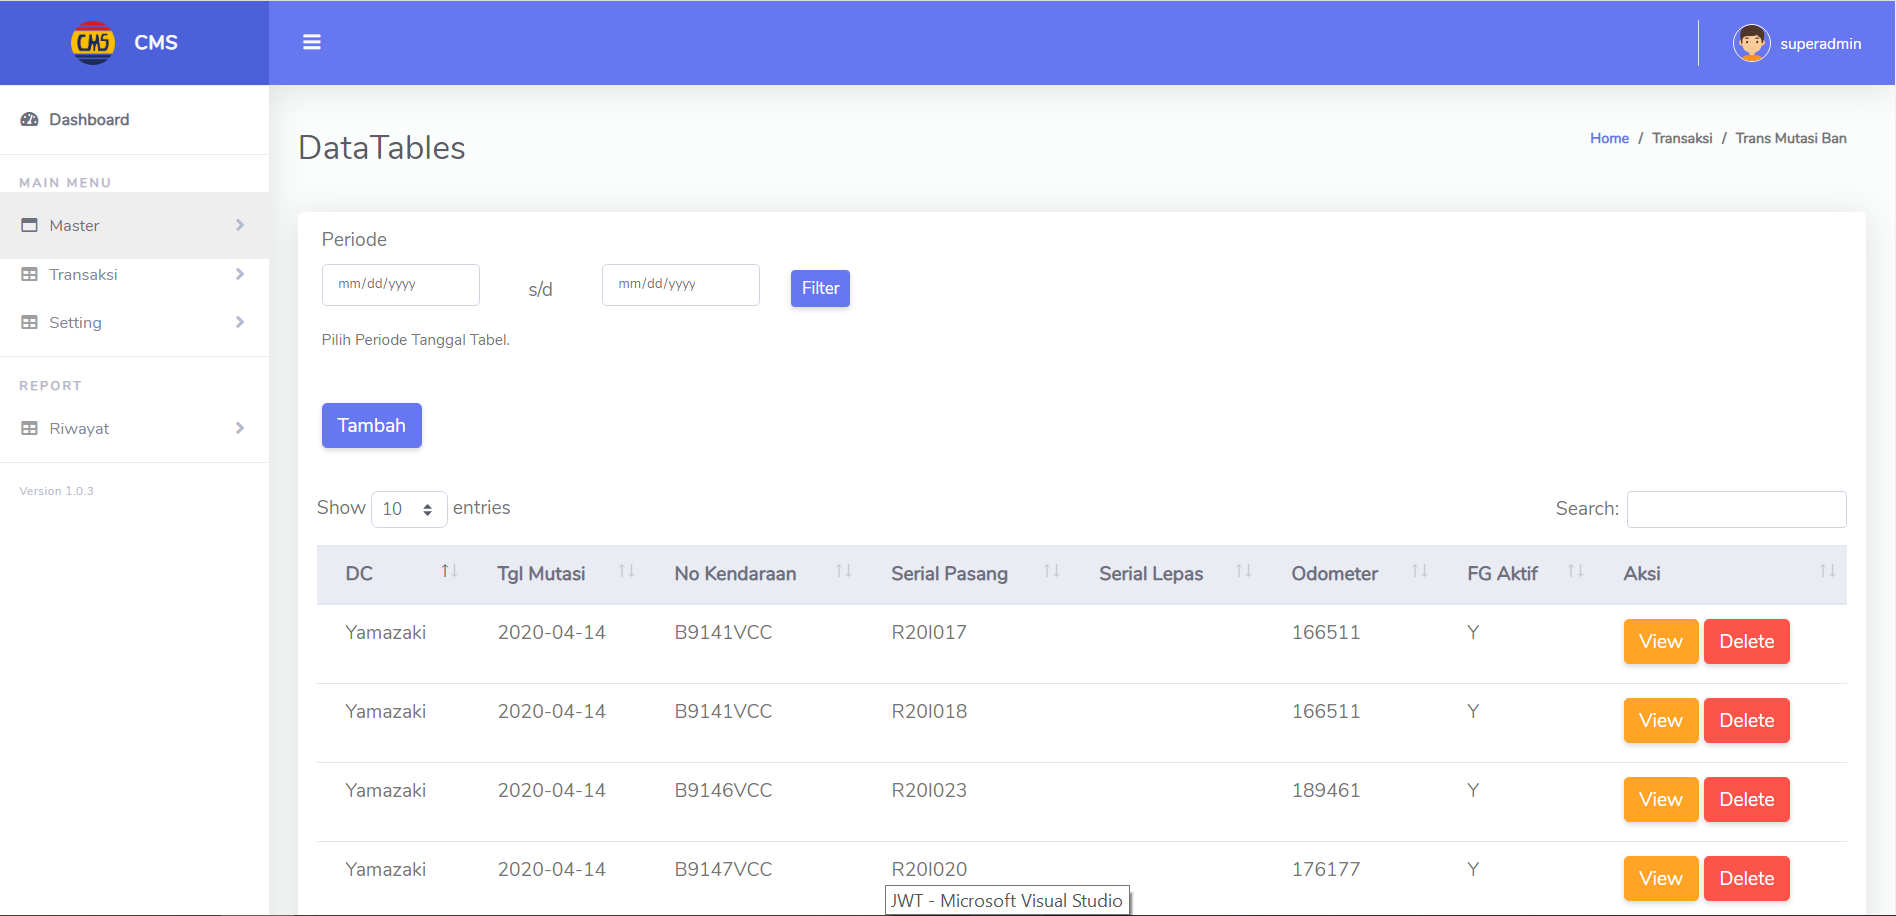 CMS CMS superadmin
Dashboard
MAIN MENU
Master
Transaksi
Setting
REPORT
Riwayat
Version 1.0.3
DataTables
Home / Transaksi / Trans Mutasi Ban
Periode
mm/dd/yyyy s/d mm/dd/yyyy Filter
Pilih Periode Tanggal Tabel.
Tambah
Show 10 entries Search:
DC Tgl Mutasi No Kendaraan Serial Pasang Serial Lepas Odometer FG Aktif Aksi
Yamazaki 2020-04-14 B9141VCC R20I017 166511 Y View Delete
Yamazaki 2020-04-14 B9141VCC R20I018 166511 Y View Delete
Yamazaki 2020-04-14 B9146VCC R20I023 189461 Y View Delete
Yamazaki 2020-04-14 B9147VCC R20I020 176177 Y View Delete
JWT - Microsoft Visual Studio